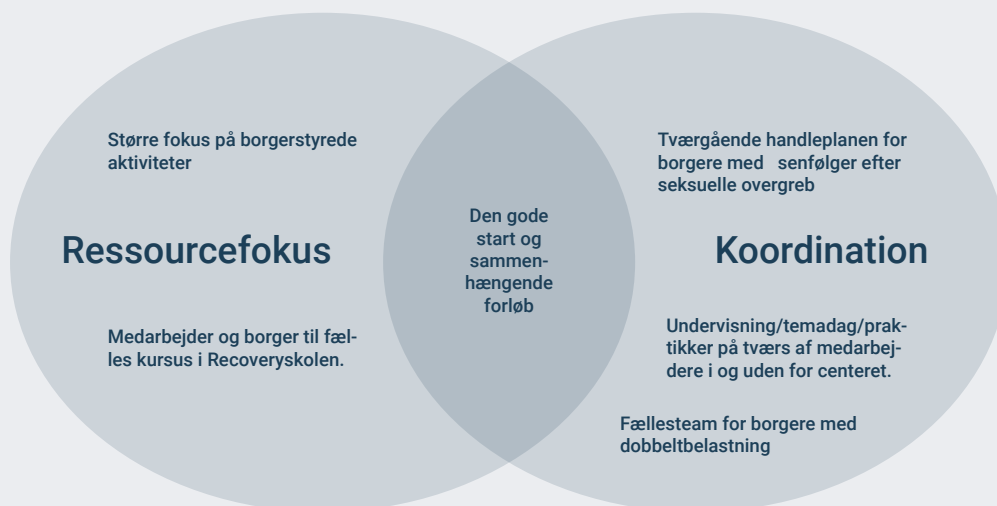 Større fokus på borgerstyrede
aktiviteter
Ressourcefokus
Medarbejder og borger til fæl-
les kursus i Recoveryskolen.
Den gode
start og
sammen-
hængende
forløb
Tværgående handleplanen for
borgere med senfølger efter
seksuelle overgreb
Koordination
Undervisning/temadag/prak-
tikker på tværs af medarbej-
dere i og uden for centeret.
Fællesteam for borgere med
dobbeltbelastning